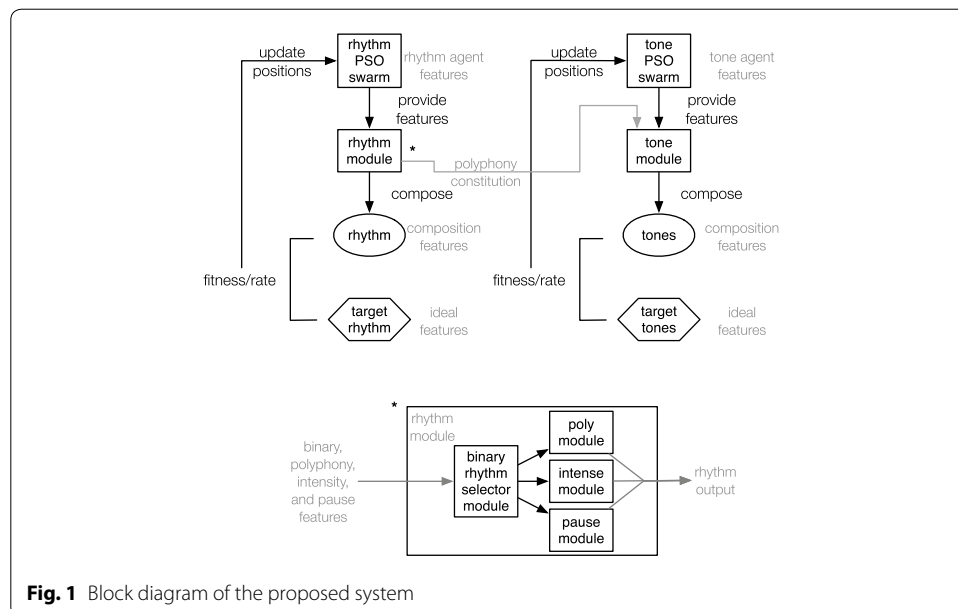 update
positions
rhythm
PSO
swarm
rhythm agent
features
provide
features
rhythm
module
*
polyphony
constitution
compose
rhythm
composition
features
fitness/rate
target
rhythm
ideal
features
update
positions
tone
PSO
swarm
tone agent
features
provide
features
tone
module
compose
tones
composition
features
fitness/rate
target
tones
ideal
features
*
rhythm
module
binary,
polyphony,
intensity,
and pause
features
binary
rhythm
selector
module
poly
module
intense
module
pause
module
rhythm
output
Fig. 1 Block diagram of the proposed system